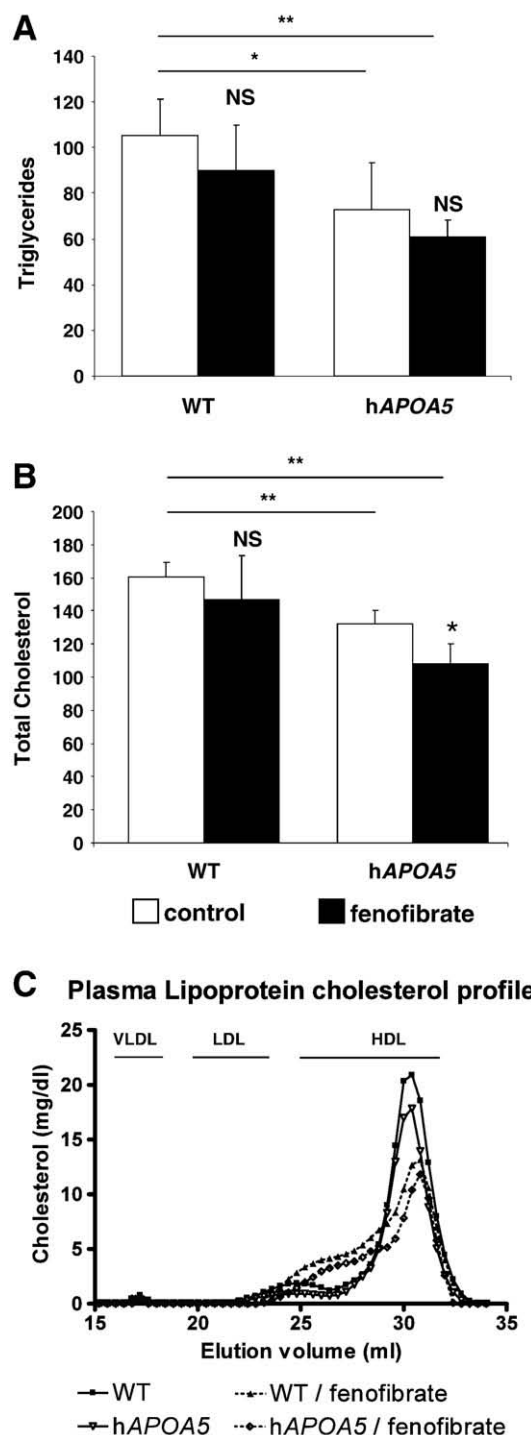 A
**
*
140
120
100
80
60
40
20
0
Triglycerides
NS
NS
WT
hAPOA5
B
**
**
200
180
160
140
120
100
80
60
40
20
0
Total Cholesterol
NS
*
WT
hAPOA5
control
fenofibrate
C Plasma Lipoprotein cholesterol profile
VLDL
LDL
HDL
25
20
15
10
5
0
Cholesterol (mg/dl)
15 20 25 30 35
Elution volume (ml)
WT WT / fenofibrate
hAPOA5 hAPOA5 / fenofibrate